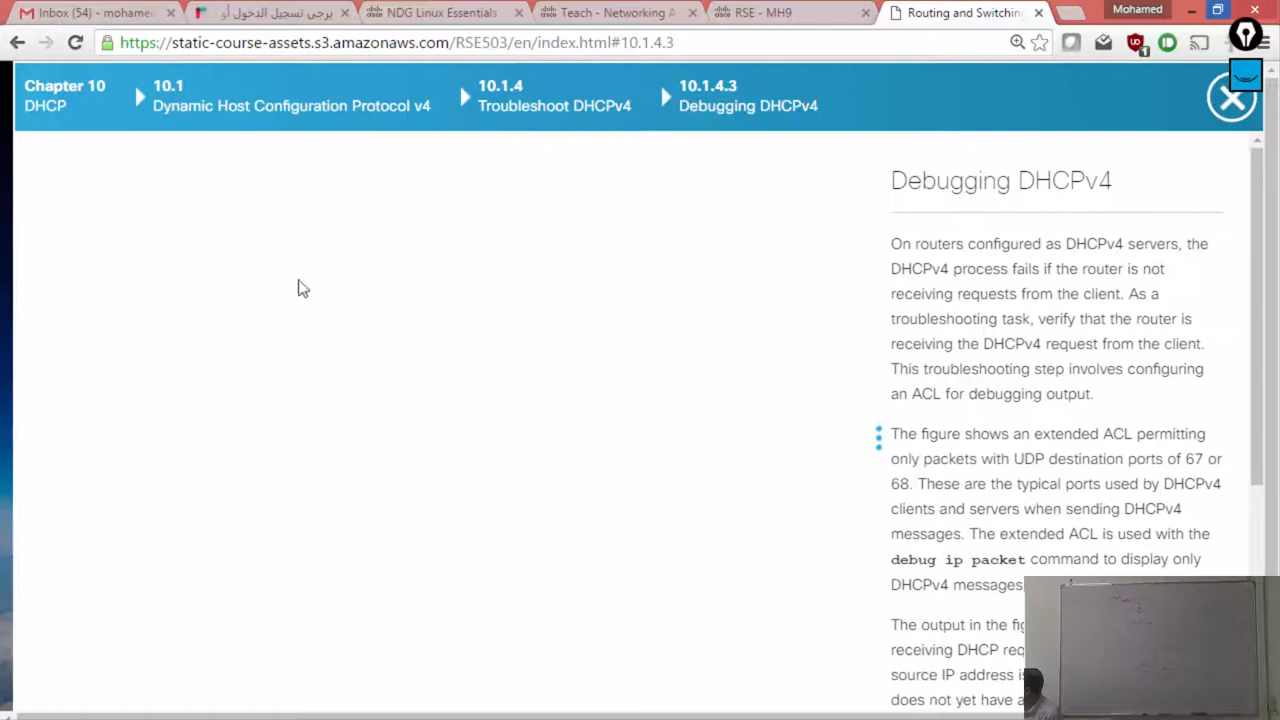 Inbox (54) - mohamed
يرجى تسجيل الدخول أو
NDG Linux Essentials
Teach - Networking A
RSE - MH9
Routing and Switching
Mohamed
https://static-course-assets.s3.amazonaws.com/RSE503/en/index.html#10.1.4.3
1
Chapter 10
DHCP
10.1
Dynamic Host Configuration Protocol v4
10.1.4
Troubleshoot DHCPv4
10.1.4.3
Debugging DHCPv4
Debugging DHCPv4
On routers configured as DHCPv4 servers, the
DHCPv4 process fails if the router is not
receiving requests from the client. As a
troubleshooting task, verify that the router is
receiving the DHCPv4 request from the client.
This troubleshooting step involves configuring
an ACL for debugging output.
The figure shows an extended ACL permitting
only packets with UDP destination ports of 67 or
68. These are the typical ports used by DHCPv4
clients and servers when sending DHCPv4
messages. The extended ACL is used with the
debug ip packet command to display only
DHCPv4 messages
The output in the fig
receiving DHCP req
source IP address is
does not yet have a